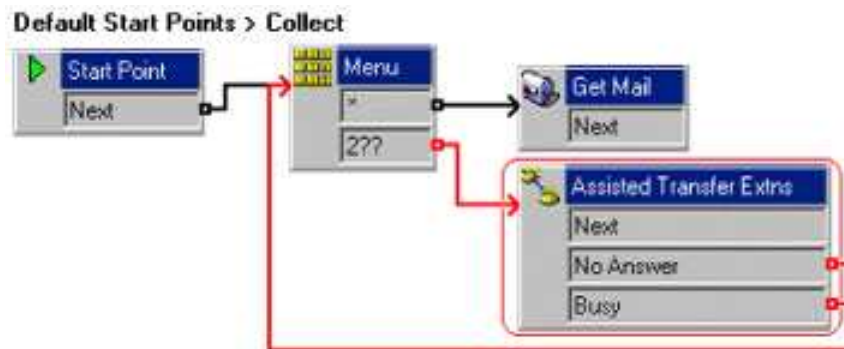 Default Start Points > Collect
Start Point
Next
Menu
*
2??
Get Mail
Next
Assisted Transfer Extns
Next
No Answer
Busy